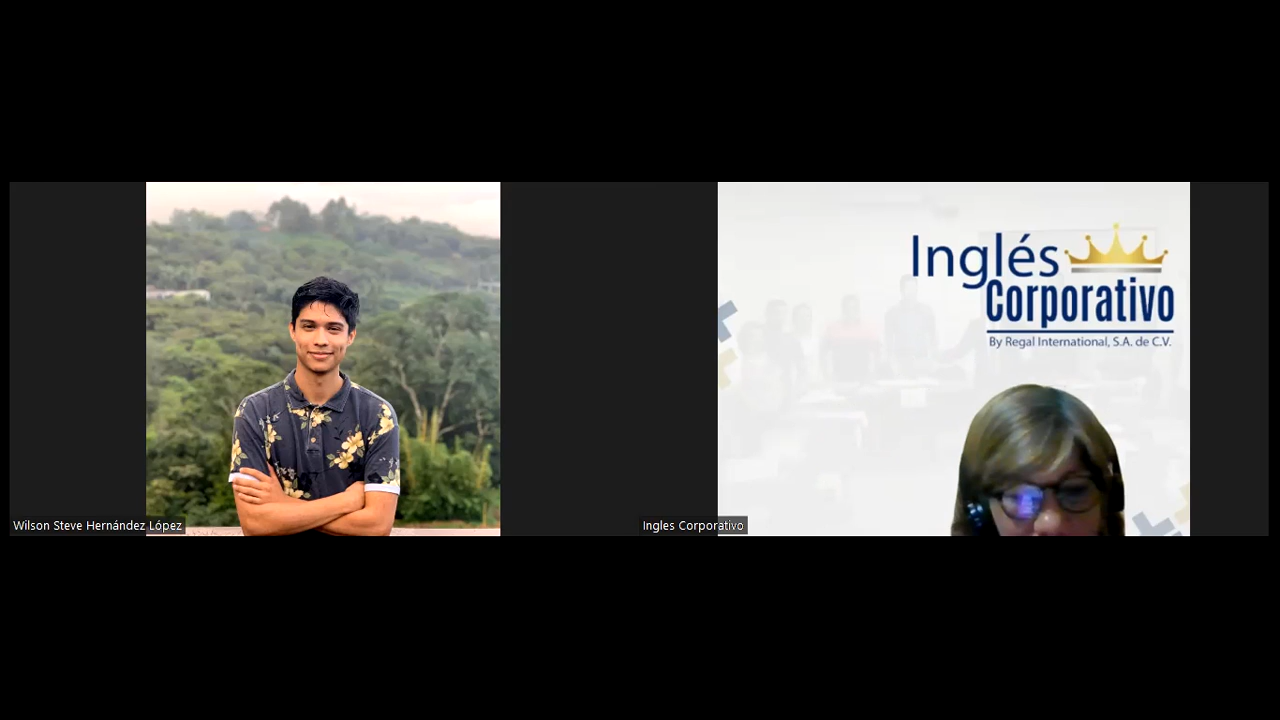 Inglés
Corporativo
By Regal International, S.A. de C.V.
Wilson Steve Hernández López
Ingles Corporativo